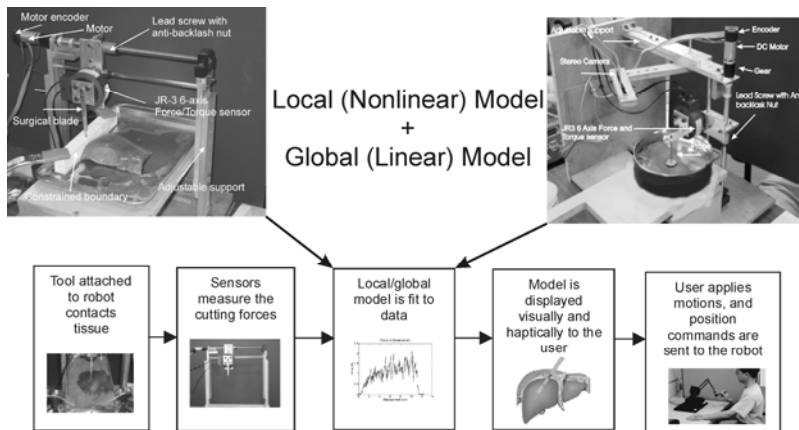 Motor encoder
Motor
Lead screw with
anti-backlash nut
JR-3 6-axis
Force/Torque sensor
Surgical blade
Constrained boundary
Adjustable support
Local (Nonlinear) Model
+
Global (Linear) Model
Adjustable Support
Stereo Camera
Encoder
DC Motor
Gear
Lead Screw with An
backlask Nut
JR3 6 Axis Force and
Torque sensor
Tool attached
to robot
contacts
tissue
Sensors
measure the
cutting forces
Local/global
model is fit to
data
Model is
displayed
visually and
haptically to the
user
User applies
motions, and
position
commands are
sent to the robot